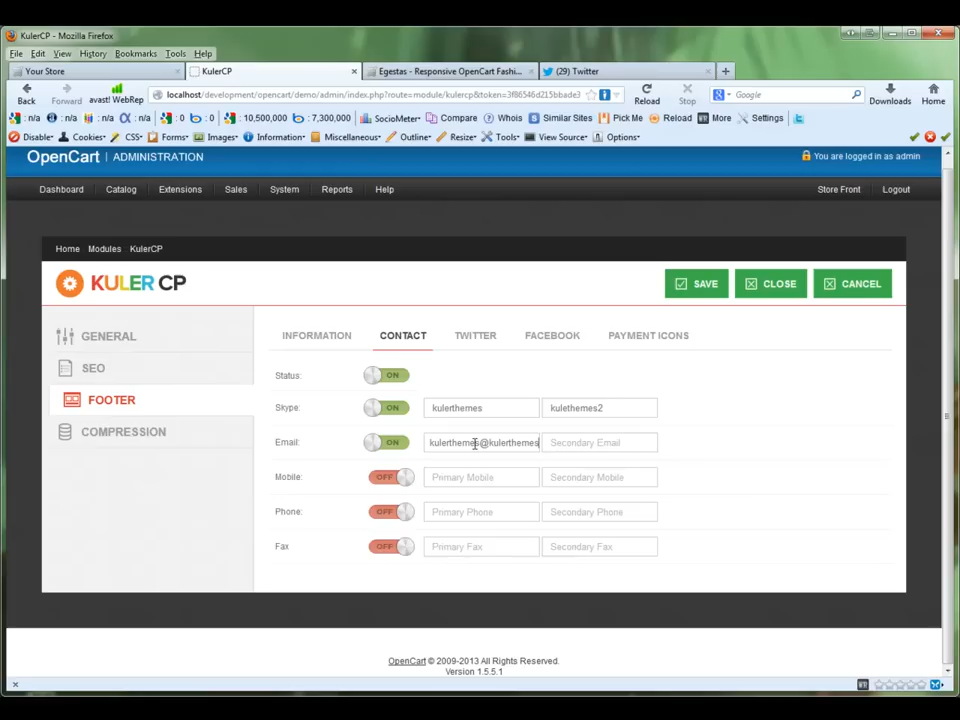 KulerCP - Mozilla Firefox
File Edit View History Bookmarks Tools Help
Your Store × KulerCP × Egestas - Responsive OpenCart Fashi... × (29) Twitter × +
Back Forward avast! WebRep localhost/development/opencart/demo/admin/index.php?route=module/kulercp&token=3f86546d215bbade3 Reload Stop Google Downloads Home
: n/a : n/a : n/a : n/a : 0 : 0 : 10,500,000 : 7,300,000 SocioMeter Compare Whois Similar Sites Pick Me Reload More Settings
Disable Cookies CSS Forms Images Information Miscellaneous Outline Resize Tools View Source Options
OpenCart | ADMINISTRATION You are logged in as admin
Dashboard Catalog Extensions Sales System Reports Help Store Front Logout
Home Modules KulerCP
KULER CP SAVE CLOSE CANCEL
GENERAL
SEO
FOOTER
COMPRESSION
INFORMATION CONTACT TWITTER FACEBOOK PAYMENT ICONS
Status: ON
Skype: ON kulerthemes kulethemes2
Email: ON kulerthemes@kulerthemes Secondary Email
Mobile: OFF Primary Mobile Secondary Mobile
Phone: OFF Primary Phone Secondary Phone
Fax OFF Primary Fax Secondary Fax
OpenCart © 2009-2013 All Rights Reserved.
Version 1.5.5.1